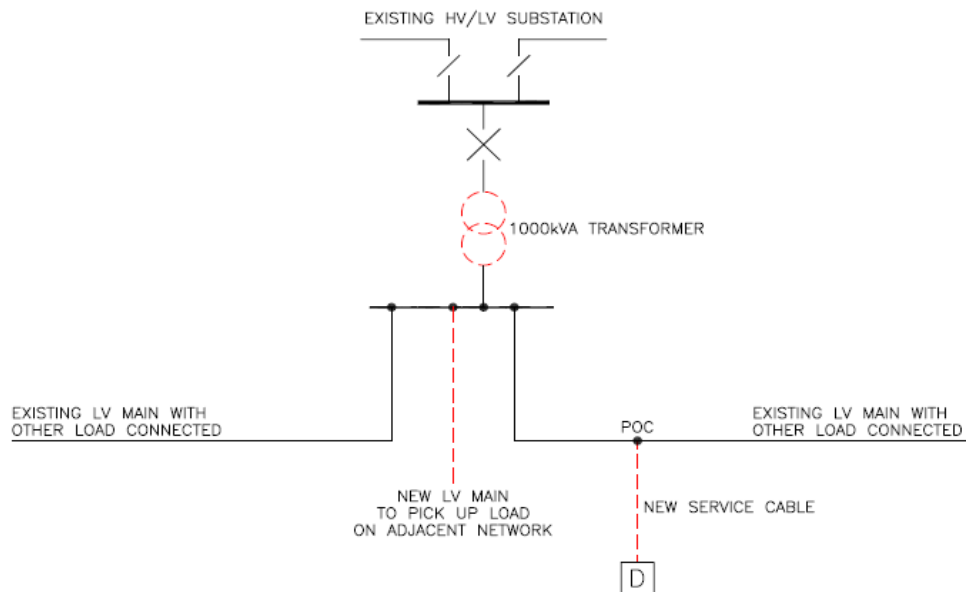 EXISTING HV/LV SUBSTATION
1000kVA TRANSFORMER
EXISTING LV MAIN WITH
OTHER LOAD CONNECTED
POC
EXISTING LV MAIN WITH
OTHER LOAD CONNECTED
NEW LV MAIN
TO PICK UP LOAD
ON ADJACENT NETWORK
NEW SERVICE CABLE
D